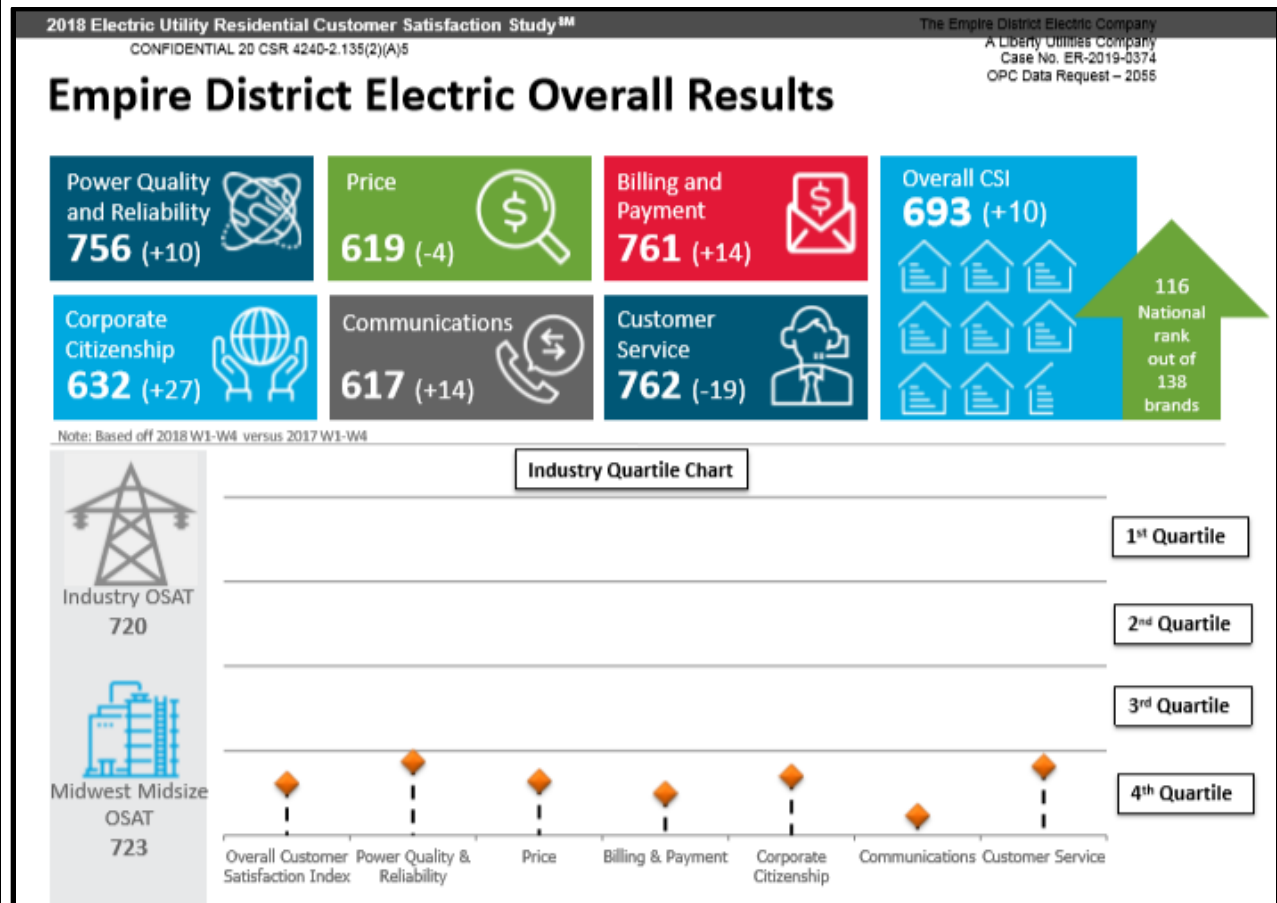 2018 Electric Utility Residential Customer Satisfaction Study℠
The Empire District Electric Company
A Liberty Utilities Company
Case No. ER-2019-0374
OPC Data Request – 2055
CONFIDENTIAL 20 CSR 4240-2.135(2)(A)5
Empire District Electric Overall Results
Power Quality
and Reliability
756 (+10)
Price
619 (-4)
Billing and
Payment
761 (+14)
Overall CSI
693 (+10)
116
National
rank
out of
138
brands
Corporate
Citizenship
632 (+27)
Communications
617 (+14)
Customer
Service
762 (-19)
Note: Based off 2018 W1-W4 versus 2017 W1-W4
Industry Quartile Chart
1st Quartile
2nd Quartile
3rd Quartile
4th Quartile
Industry OSAT
720
Midwest Midsize
OSAT
723
Overall Customer
Satisfaction Index
Power Quality &
Reliability
Price
Billing & Payment
Corporate
Citizenship
Communications
Customer Service